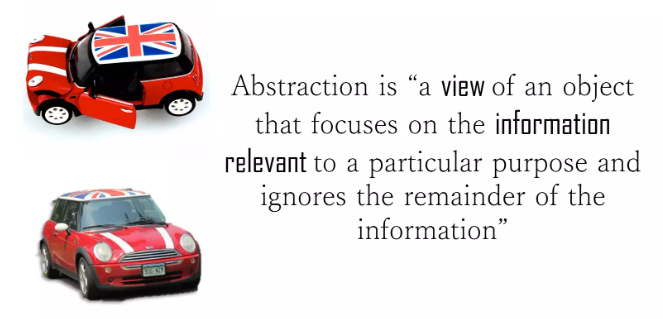 Abstraction is “a view of an object
that focuses on the information
relevant to a particular purpose and
ignores the remainder of the
information”